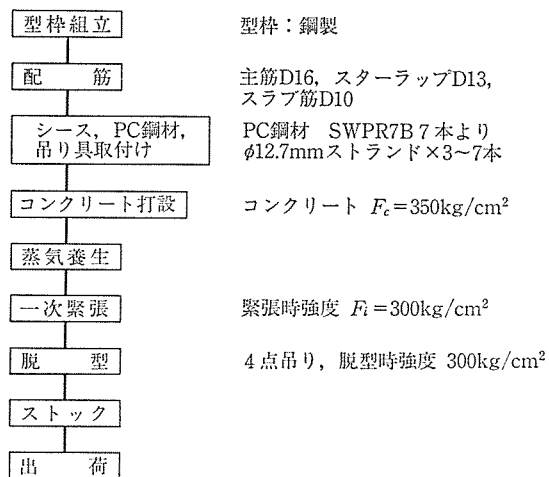 型枠組立
型枠：鋼製
配筋
主筋D16，スターラップD13，
スラブ筋D10
シース，PC鋼材，
吊り具取付け
PC鋼材 SWPR7B 7本より
φ12.7mmストランド×3〜7本
コンクリート打設
コンクリート Fc＝350kg/cm²
蒸気養生
一次緊張
緊張時強度 Fi＝300kg/cm²
脱型
4点吊り，脱型時強度 300kg/cm²
ストック
出荷